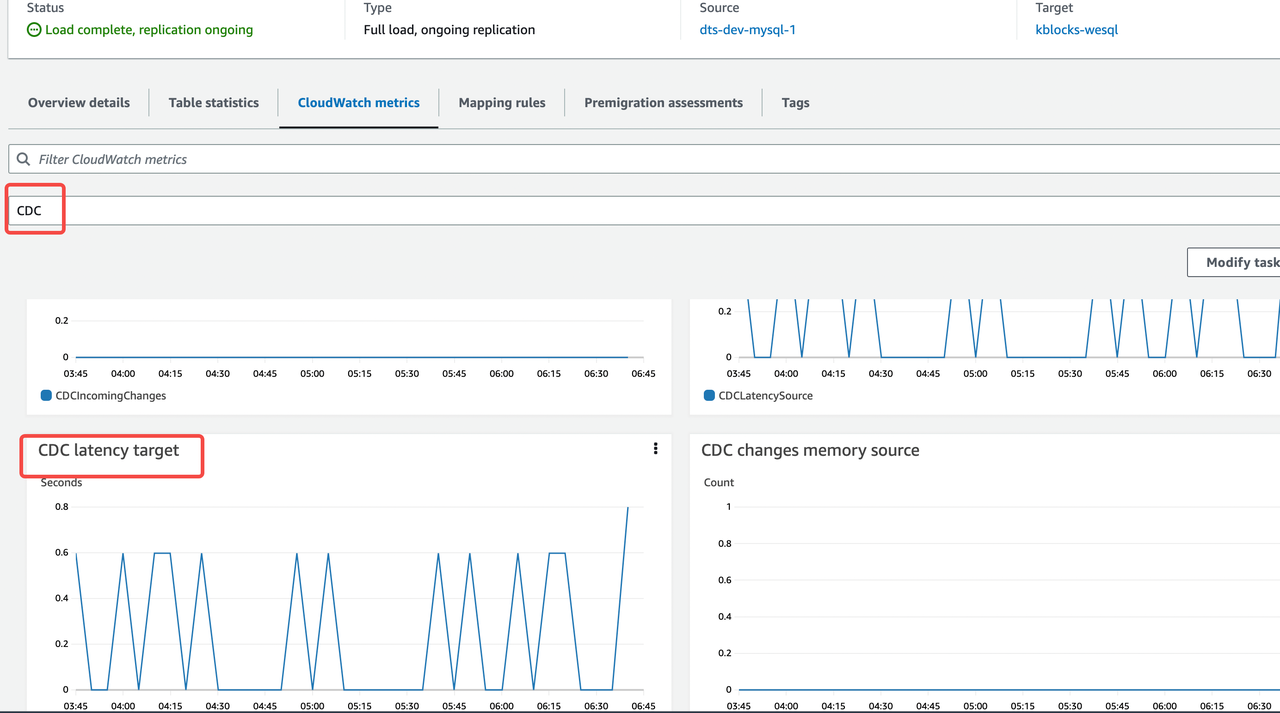 Status
Type
Source
Target
Load complete, replication ongoing
Full load, ongoing replication
dts-dev-mysql-1
kblocks-wesql
Overview details
Table statistics
CloudWatch metrics
Mapping rules
Premigration assessments
Tags
Filter CloudWatch metrics
CDC
Modify task
0.2
0
03:45 04:00 04:15 04:30 04:45 05:00 05:15 05:30 05:45 06:00 06:15 06:30 06:45
CDCIncomingChanges
0.2
0
03:45 04:00 04:15 04:30 04:45 05:00 05:15 05:30 05:45 06:00 06:15 06:30
CDCLatencySource
CDC latency target
Seconds
0.8
0.6
0.4
0.2
0
03:45 04:00 04:15 04:30 04:45 05:00 05:15 05:30 05:45 06:00 06:15 06:30 06:45
CDC changes memory source
Count
1
0.8
0.6
0.4
0.2
0
03:45 04:00 04:15 04:30 04:45 05:00 05:15 05:30 05:45 06:00 06:15 06:30